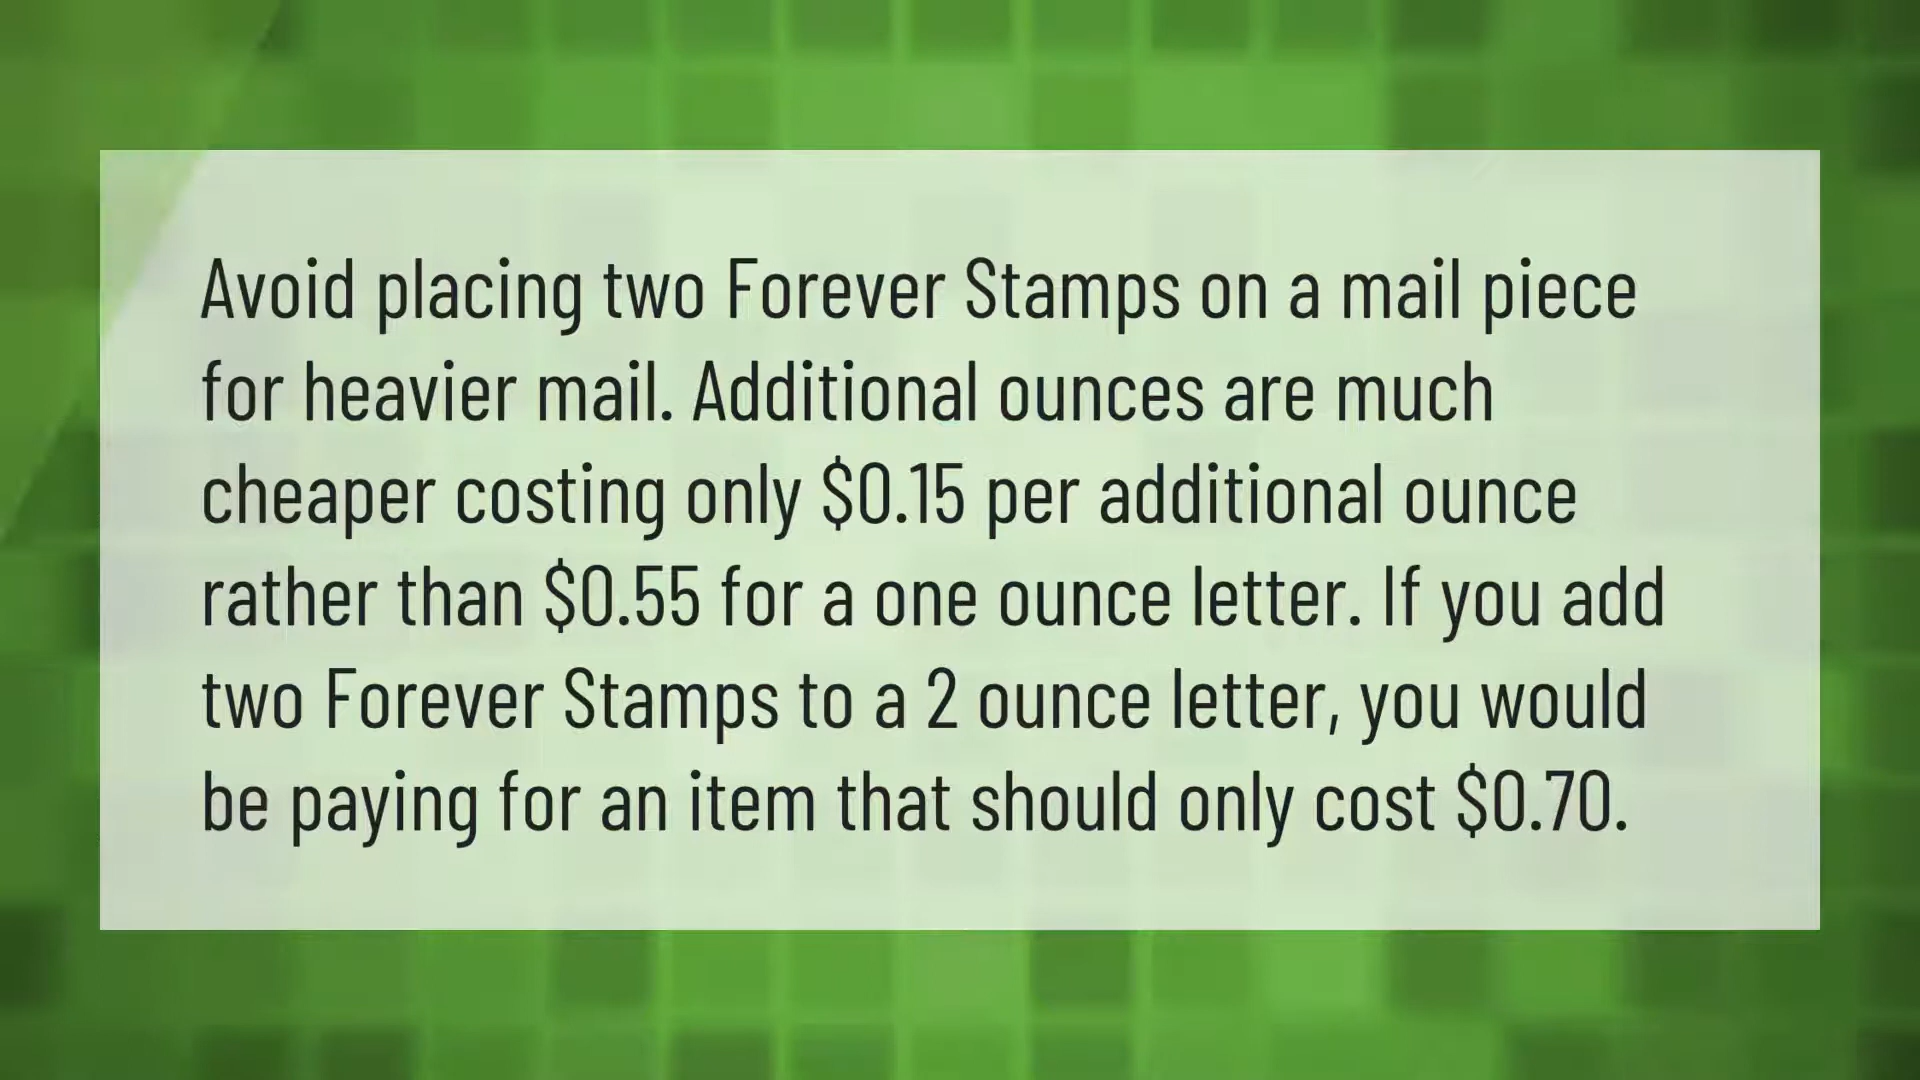 Avoid placing two Forever Stamps on a mail piece
for heavier mail. Additional ounces are much
cheaper costing only $0.15 per additional ounce
rather than $0.55 for a one ounce letter. If you add
two Forever Stamps to a 2 ounce letter, you would
be paying for an item that should only cost $0.70.